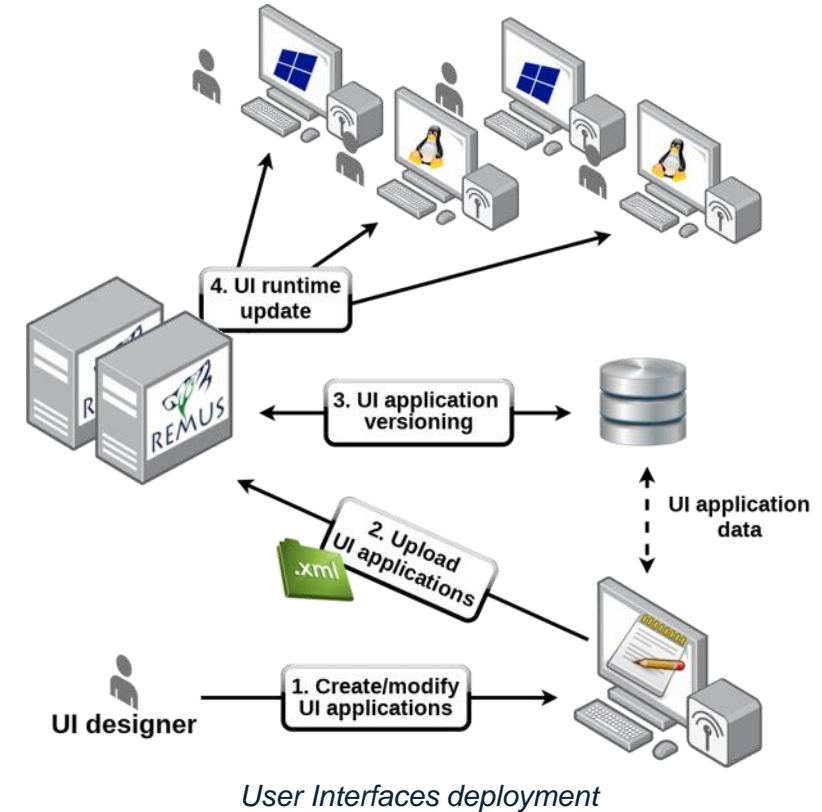 4. UI runtime
update
R
REMUS
3. UI application
versioning
UI application
data
2. Upload
UI applications
.xml
1. Create/modify
UI applications
UI designer
User Interfaces deployment